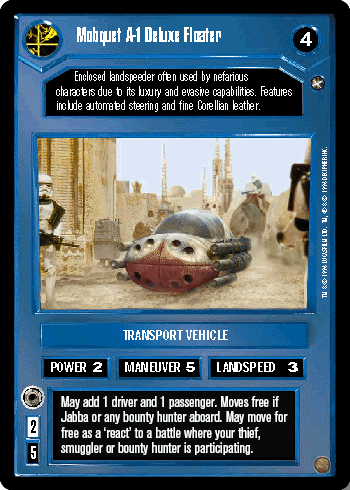 Mobquet A-1 Deluxe Floater
4
Enclosed landspeeder often used by nefarious
characters due to its luxury and evasive capabilities. Features
include automated steering and fine Corellian leather.
TRANSPORT VEHICLE
POWER 2
MANEUVER 5
LANDSPEED 3
May add 1 driver and 1 passenger. Moves free if
Jabba or any bounty hunter aboard. May move for
free as a ‘react’ to a battle where your thief,
smuggler or bounty hunter is participating.
2
5